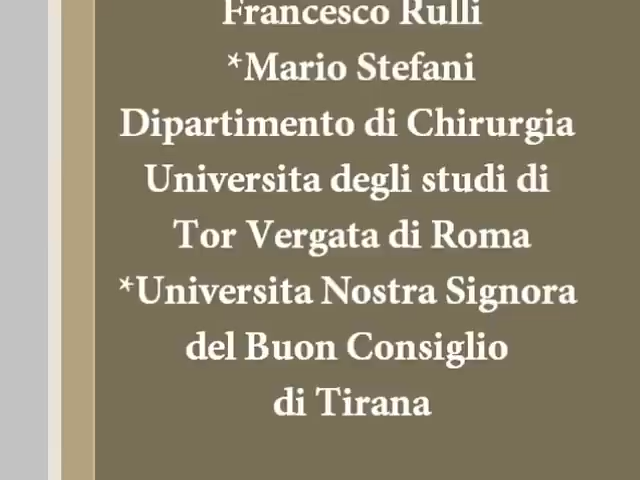 Francesco Rulli
*Mario Stefani
Dipartimento di Chirurgia
Universita degli studi di
Tor Vergata di Roma
*Universita Nostra Signora
del Buon Consiglio
di Tirana